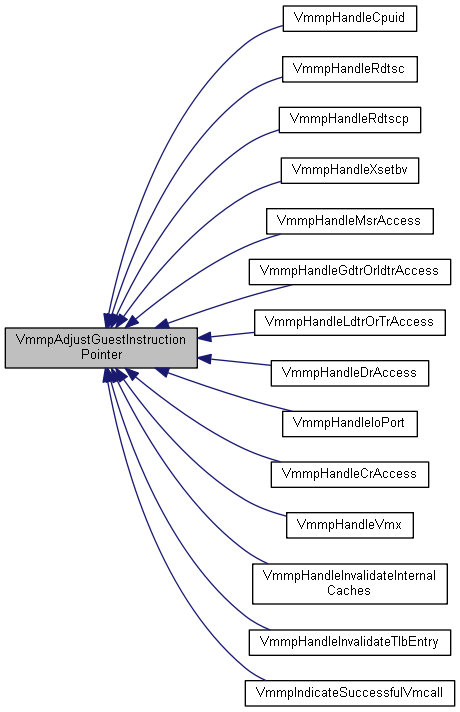 VmmpHandleCpuid
VmmpHandleRdtsc
VmmpHandleRdtscp
VmmpHandleXsetbv
VmmpHandleMsrAccess
VmmpHandleGdtrOrIdtrAccess
VmmpHandleLdtrOrTrAccess
VmmpAdjustGuestInstruction
Pointer
VmmpHandleDrAccess
VmmpHandleIoPort
VmmpHandleCrAccess
VmmpHandleVmx
VmmpHandleInvalidateInternal
Caches
VmmpHandleInvalidateTlbEntry
VmmpIndicateSuccessfulVmcall